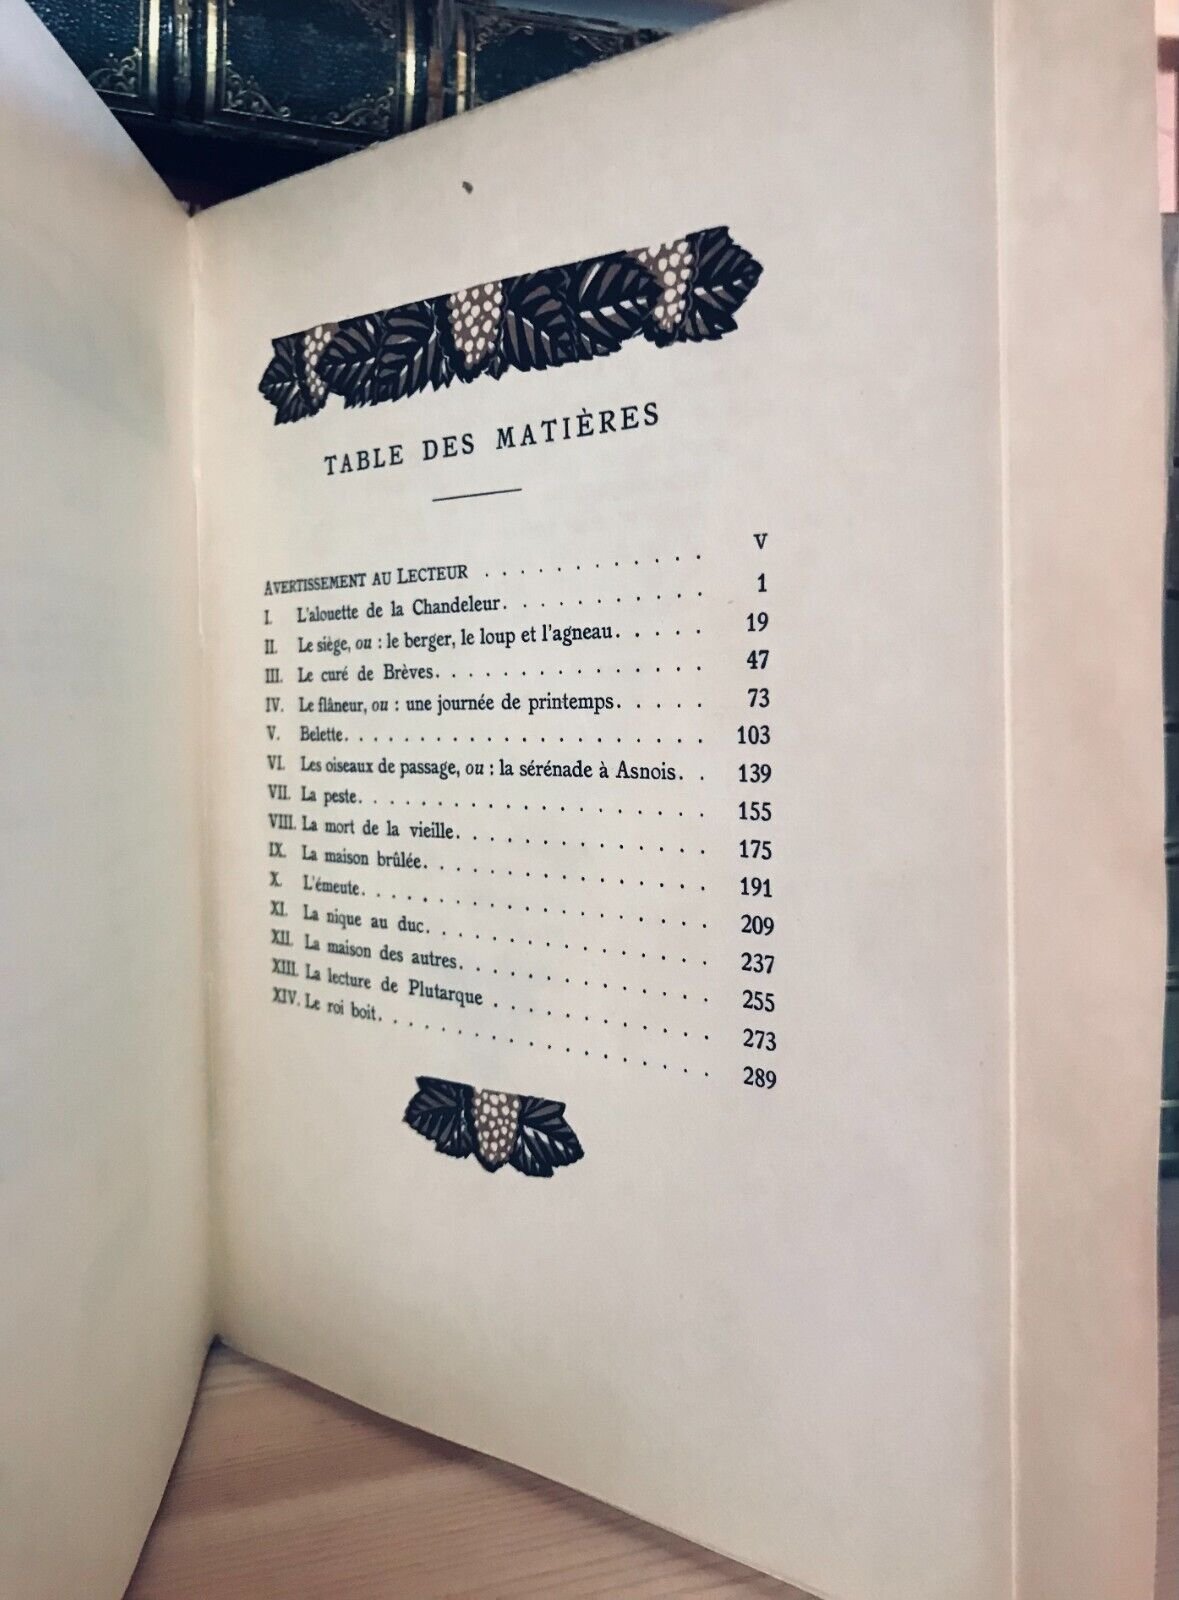 TABLE DES MATIÈRES
AVERTISSEMENT AU LECTEUR . . . . . . . . . . . . V
I. L'alouette de la Chandeleur. . . . . . . . . . . . 1
II. Le siège, ou : le berger, le loup et l'agneau. . . . . . 19
III. Le curé de Brèves. . . . . . . . . . . . . . . . 47
IV. Le flâneur, ou : une journée de printemps. . . . . . 73
V. Belette. . . . . . . . . . . . . . . . . . . . . 103
VI. Les oiseaux de passage, ou : la sérénade à Asnois. . . 139
VII. La peste. . . . . . . . . . . . . . . . . . . . 155
VIII. La mort de la vieille. . . . . . . . . . . . . . . 175
IX. La maison brûlée. . . . . . . . . . . . . . . . . 191
X. L'émeute. . . . . . . . . . . . . . . . . . . . 209
XI. La nique au duc. . . . . . . . . . . . . . . . . 237
XII. La maison des autres. . . . . . . . . . . . . . . 255
XIII. La lecture de Plutarque . . . . . . . . . . . . . 273
XIV. Le roi boit. . . . . . . . . . . . . . . . . . . 289